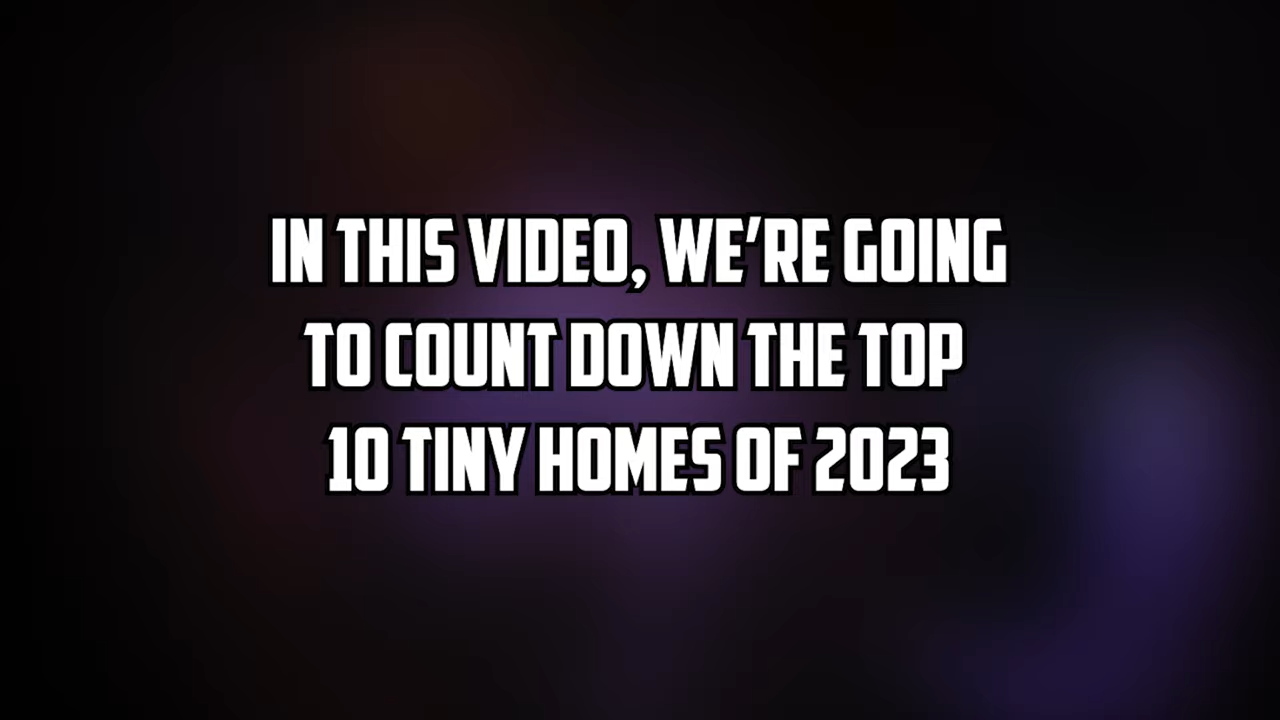 IN THIS VIDEO, WE'RE GOING
TO COUNT DOWN THE TOP
10 TINY HOMES OF 2023